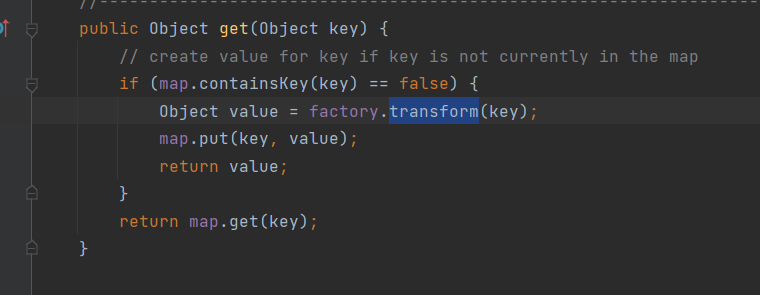 //------------------------------------------------------------------
public Object get(Object key) {
// create value for key if key is not currently in the map
if (map.containsKey(key) == false) {
Object value = factory.transform(key);
map.put(key, value);
return value;
}
return map.get(key);
}